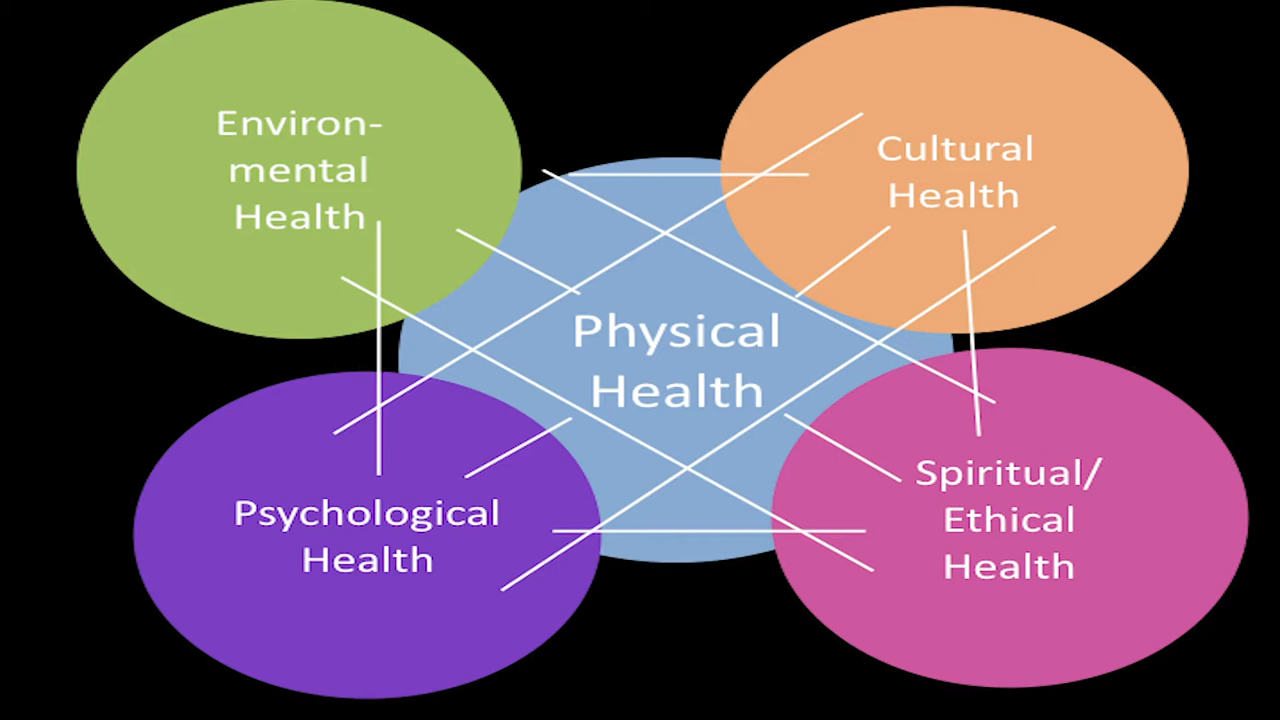 Environ-
mental
Health
Cultural
Health
Physical
Health
Psychological
Health
Spiritual/
Ethical
Health